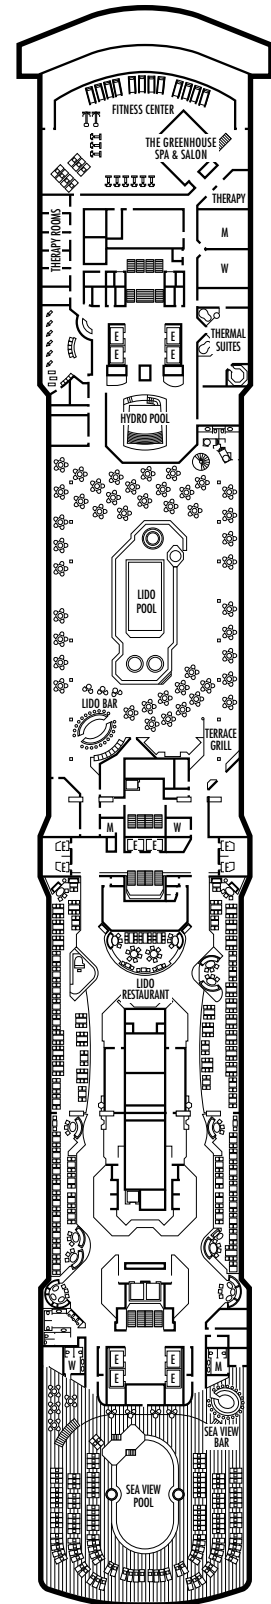 FITNESS CENTER
THE GREENHOUSE
SPA & SALON
THERAPY
THERAPY ROOMS
M
W
E E
E E
THERMAL
SUITES
HYDRO POOL
LIDO
POOL
LIDO BAR
TERRACE
GRILL
M
W
E E
E E
E E
LIDO
RESTAURANT
E E
E E
W
M
SEA VIEW
BAR
SEA VIEW
POOL